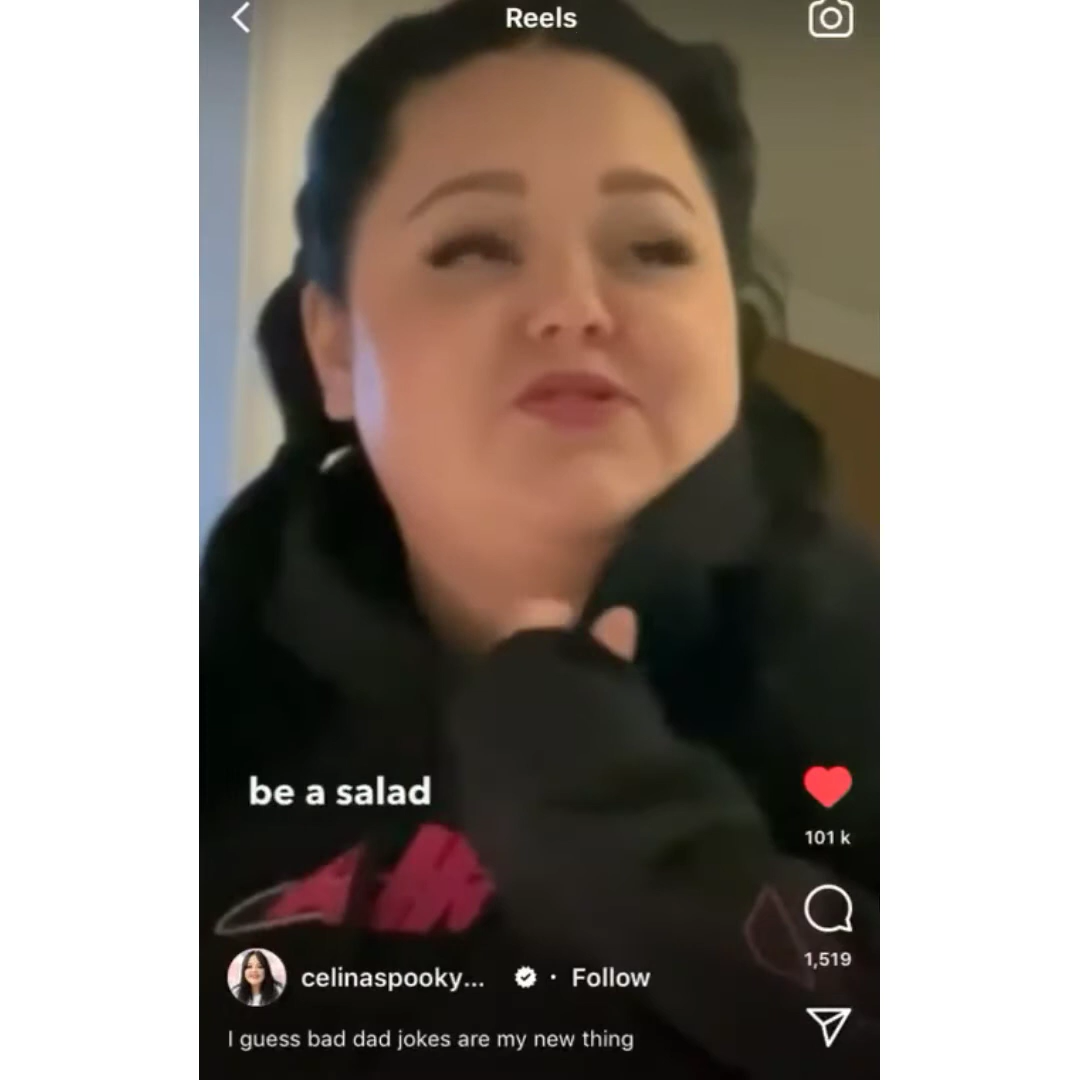 Reels
be a salad
101 k
1,519
celinaspooky... · Follow
I guess bad dad jokes are my new thing